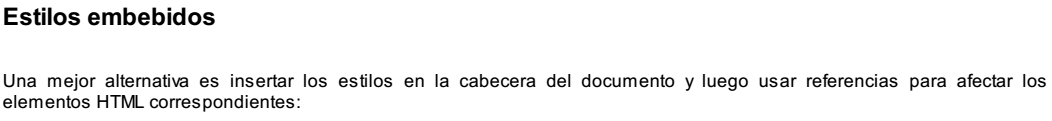 Estilos embebidos
Una mejor alternativa es insertar los estilos en la cabecera del documento y luego usar referencias para afectar los
elementos HTML correspondientes: